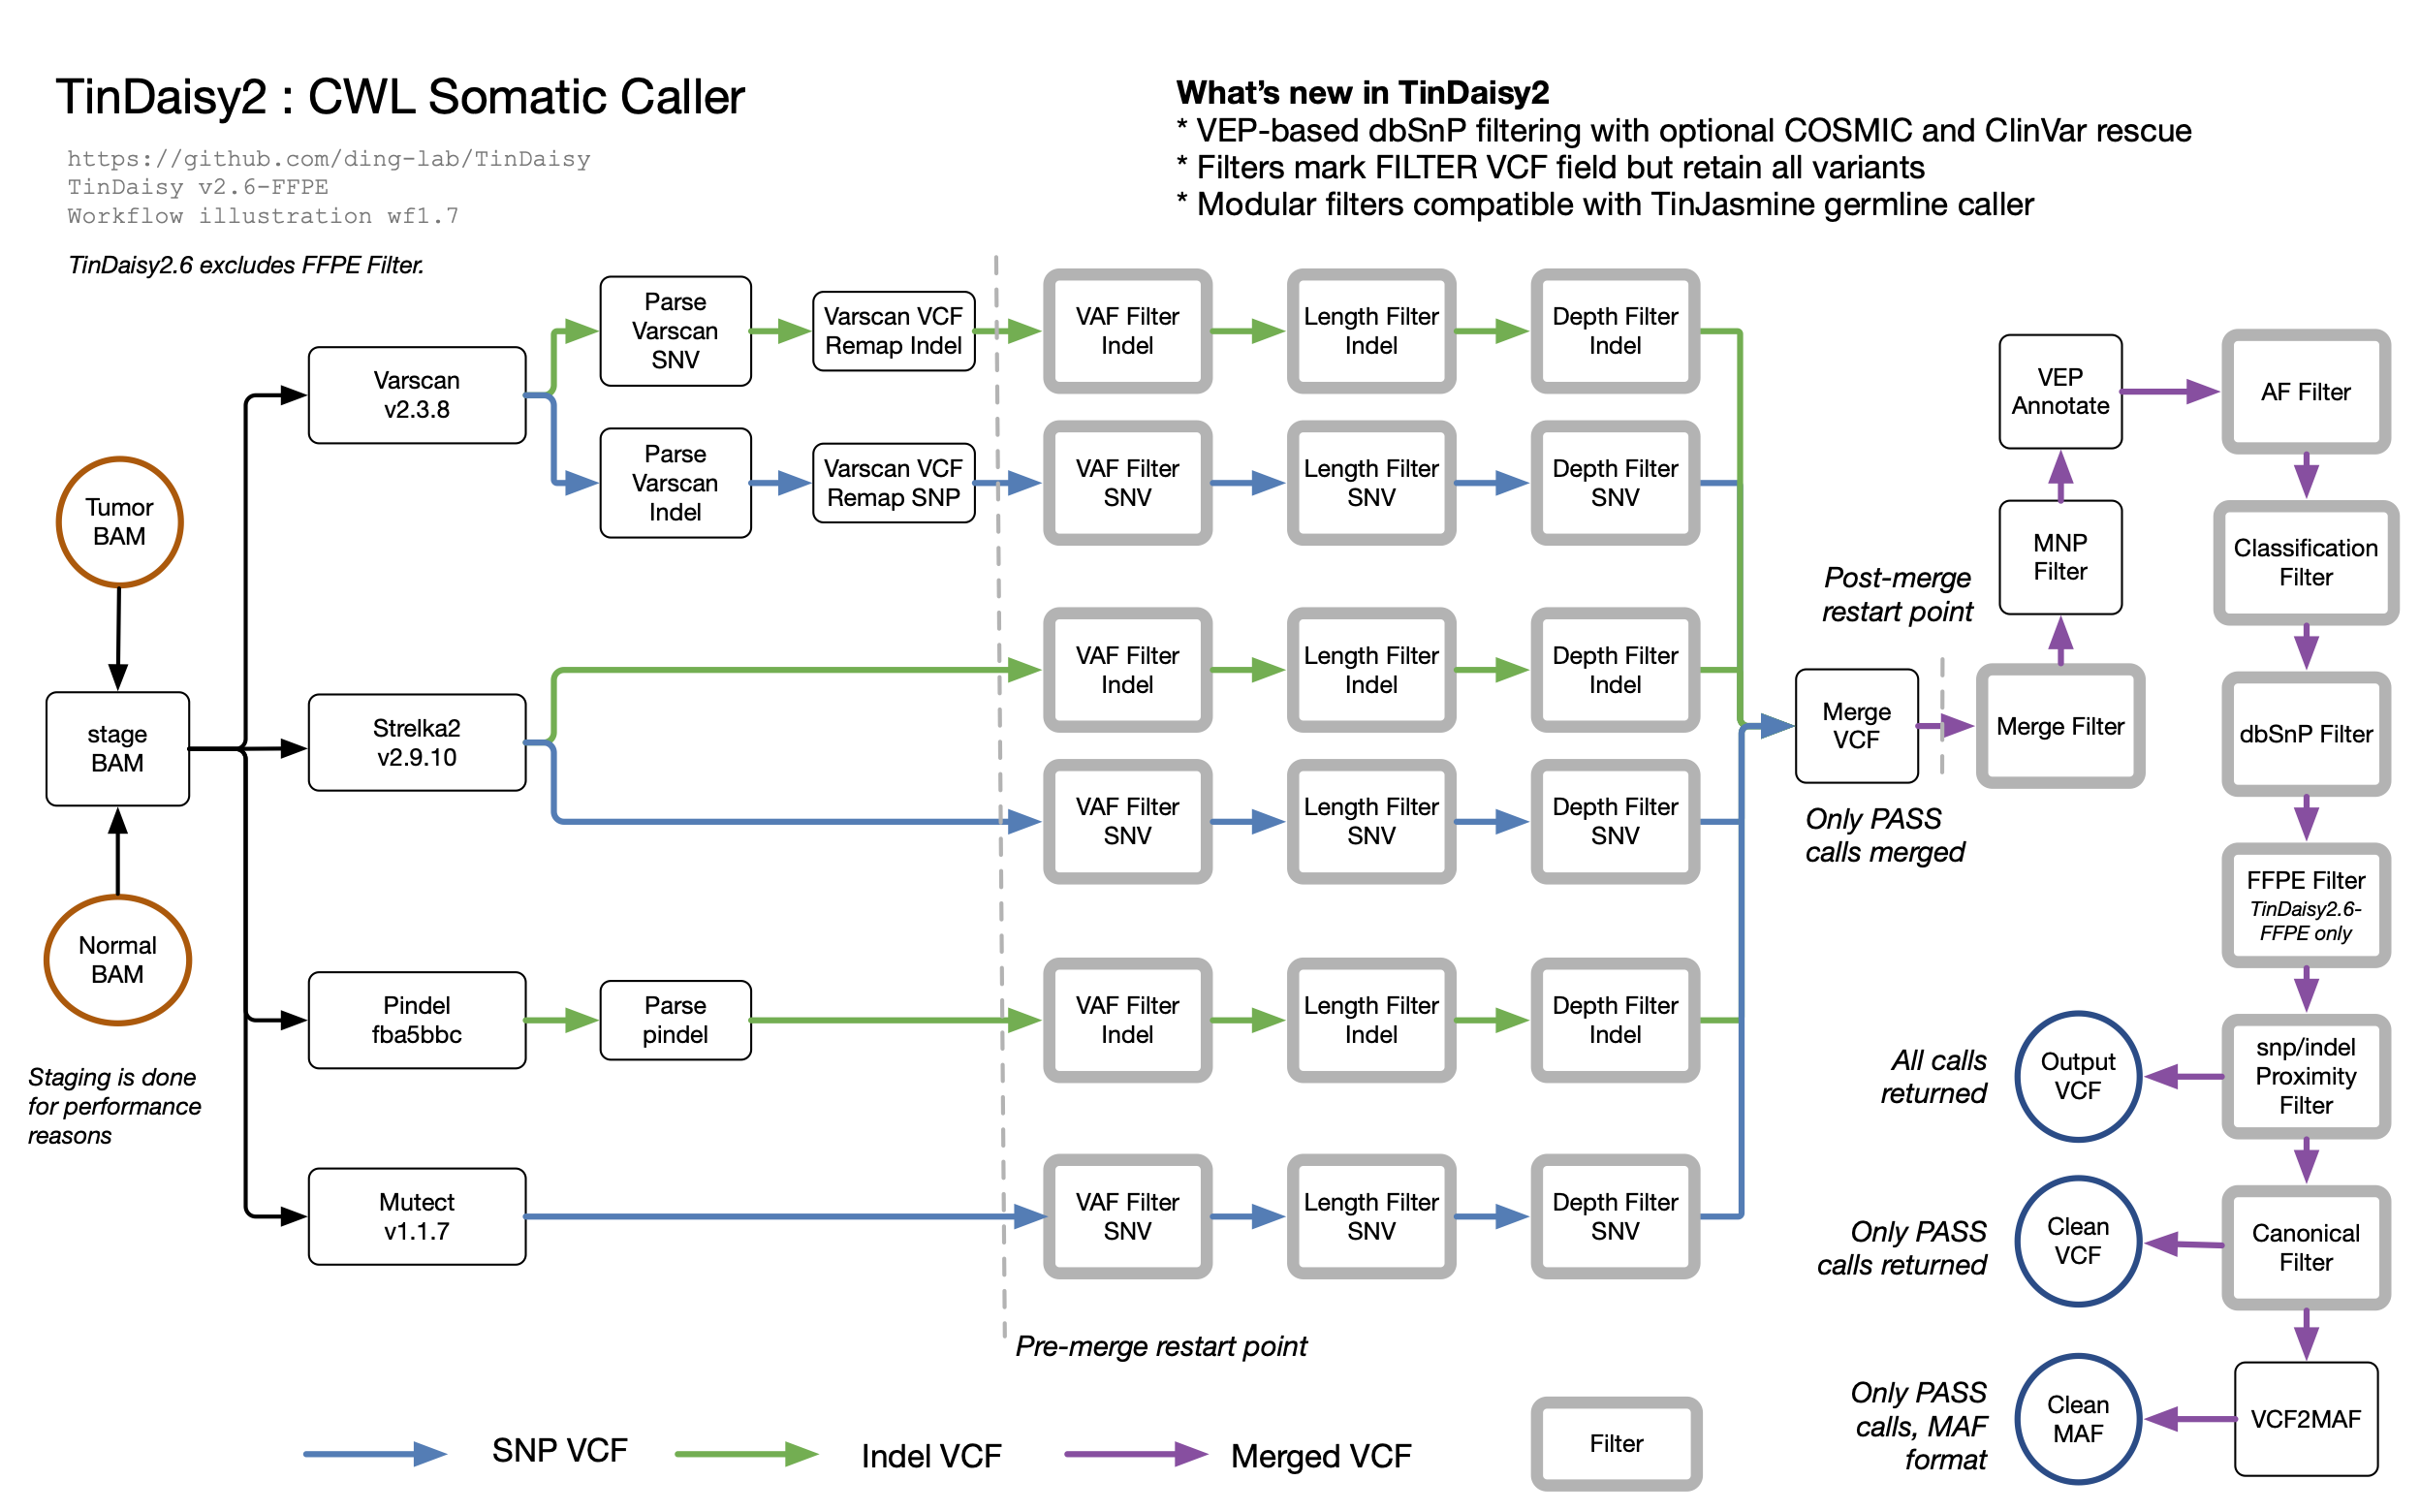 TinDaisy2 : CWL Somatic Caller
https://github.com/ding-lab/TinDaisy
TinDaisy v2.6-FFPE
Workflow illustration wf1.7
TinDaisy2.6 excludes FFPE Filter.
What's new in TinDaisy2
* VEP-based dbSnP filtering with optional COSMIC and ClinVar rescue
* Filters mark FILTER VCF field but retain all variants
* Modular filters compatible with TinJasmine germline caller
Tumor
BAM
stage
BAM
Normal
BAM
Staging is done
for performance
reasons
Varscan
v2.3.8
Parse
Varscan
SNV
Varscan VCF
Remap Indel
VAF Filter
Indel
Length Filter
Indel
Depth Filter
Indel
Parse
Varscan
Indel
Varscan VCF
Remap SNP
VAF Filter
SNV
Length Filter
SNV
Depth Filter
SNV
Strelka2
v2.9.10
VAF Filter
Indel
Length Filter
Indel
Depth Filter
Indel
VAF Filter
SNV
Length Filter
SNV
Depth Filter
SNV
Pindel
fba5bbc
Parse
pindel
VAF Filter
Indel
Length Filter
Indel
Depth Filter
Indel
Mutect
v1.1.7
VAF Filter
SNV
Length Filter
SNV
Depth Filter
SNV
Pre-merge restart point
Merge
VCF
Only PASS
calls merged
Post-merge
restart point
Merge Filter
MNP
Filter
VEP
Annotate
AF Filter
Classification
Filter
dbSnP Filter
FFPE Filter
TinDaisy2.6-
FFPE only
snp/indel
Proximity
Filter
Output
VCF
All calls
returned
Canonical
Filter
Clean
VCF
Only PASS
calls returned
VCF2MAF
Clean
MAF
Only PASS
calls, MAF
format
SNP VCF
Indel VCF
Merged VCF
Filter